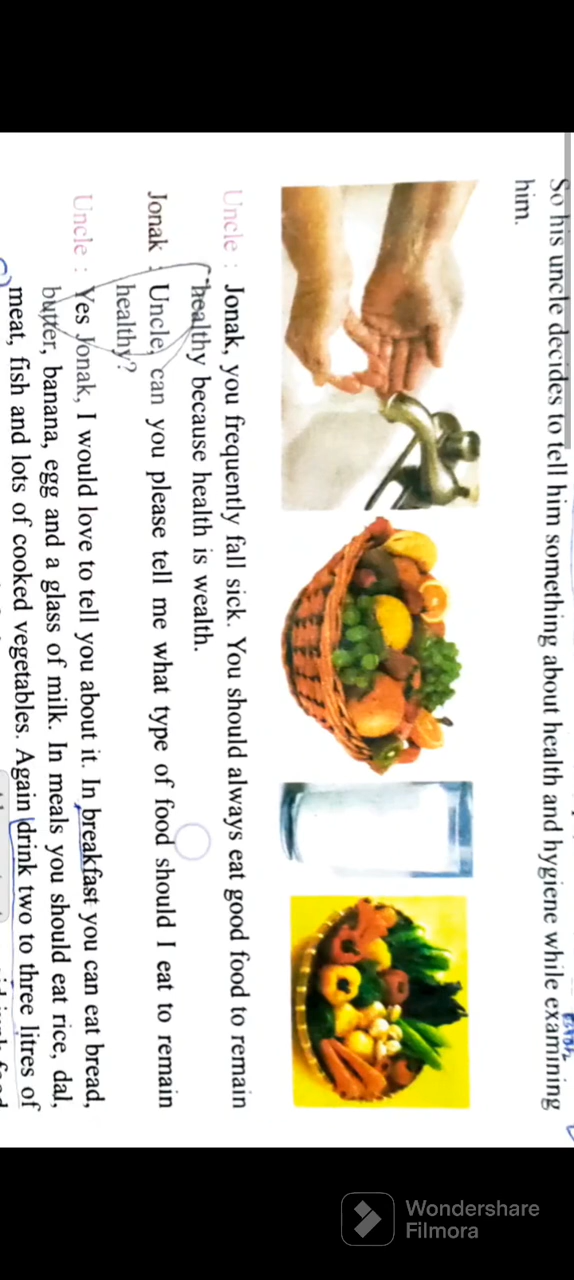 So his uncle decides to tell him something about health and hygiene while examining
him.
Uncle : Jonak, you frequently fall sick. You should always eat good food to remain
healthy because health is wealth.
Jonak : Uncle, can you please tell me what type of food should I eat to remain
healthy?
Uncle : Yes Jonak, I would love to tell you about it. In breakfast you can eat bread,
butter, banana, egg and a glass of milk. In meals you should eat rice, dal,
meat, fish and lots of cooked vegetables. Again drink two to three litres of
Wondershare
Filmora